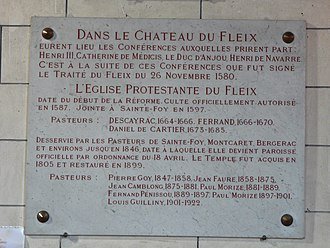 DANS LE CHATEAU DU FLEIX
EURENT LIEU LES CONFÉRENCES AUXQUELLES PRIRENT PART:
HENRI III, CATHERINE DE MÉDICIS, LE DUC D'ANJOU, HENRI DE NAVARRE
C'EST À LA SUITE DE CES CONFÉRENCES QUE FUT SIGNÉ
LE TRAITÉ DU FLEIX DU 26 NOVEMBRE 1580.
L'EGLISE PROTESTANTE DU FLEIX
DATE DU DÉBUT DE LA RÉFORME. CULTE OFFICIELLEMENT AUTORISÉ
EN 1587. JOINTE À SAINTE-FOY EN 1597.
PASTEURS : DESCAYRAC, 1664-1666. FERRAND, 1666-1670.
DANIEL DE CARTIER, 1673-1685.
DESSERVIE PAR LES PASTEURS DE SAINTE-FOY, MONTCARET, BERGERAC
ET ENVIRONS JUSQU'EN 1846, DATE À LAQUELLE ELLE DEVIENT PAROISSE
OFFICIELLE PAR ORDONNANCE DU 18 AVRIL. LE TEMPLE FUT ACQUIS EN
1805 ET RESTAURÉ EN 1899.
PASTEURS : PIERRE GOY, 1847-1858, JEAN FAURE, 1858-1875,
JEAN CAMBLONG, 1875-1881, PAUL MORIZE, 1881-1889,
FERNAND PENISSOU, 1889-1897, PAUL MORIZE, 1897-1901,
LOUIS GUILLINY, 1901-1922.